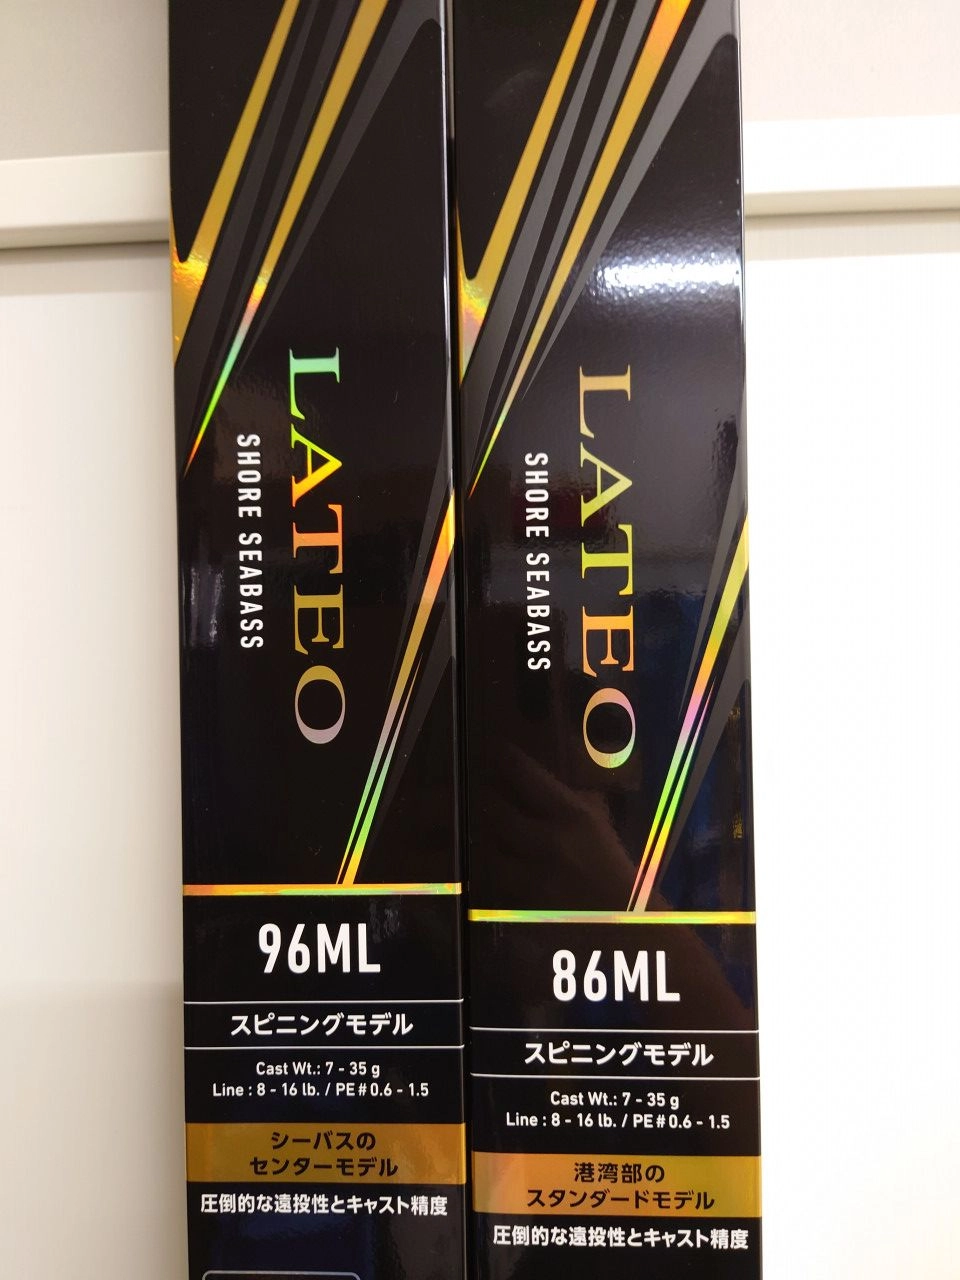 LATEO
SHORE SEABASS
96ML
スピニングモデル
Cast Wt.: 7 - 35 g
Line : 8 - 16 lb. / PE#0.6 - 1.5
シーバスの
センターモデル
圧倒的な遠投性とキャスト精度
LATEO
SHORE SEABASS
86ML
スピニングモデル
Cast Wt.: 7 - 35 g
Line : 8 - 16 lb. / PE#0.6 - 1.5
港湾部の
スタンダードモデル
圧倒的な遠投性とキャスト精度